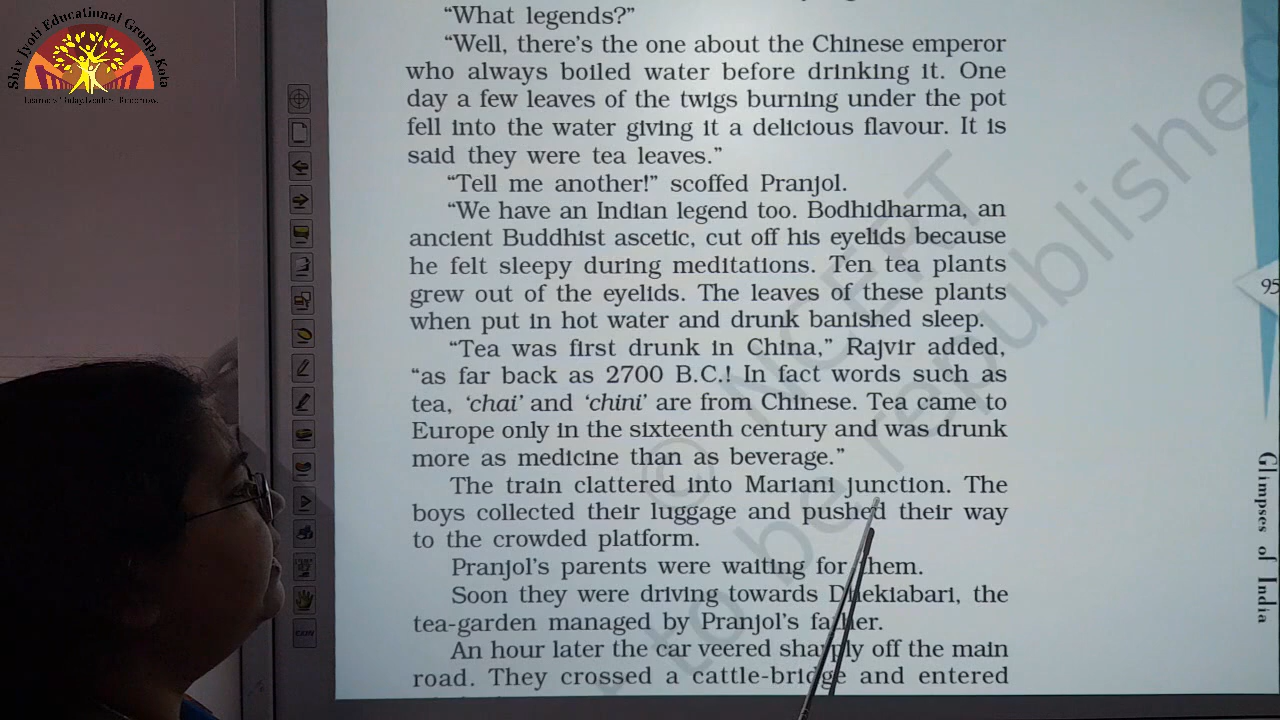 Shiv Jyoti Educational Group, Kota
"What legends?"
"Well, there's the one about the Chinese emperor
who always boiled water before drinking it. One
day a few leaves of the twigs burning under the pot
fell into the water giving it a delicious flavour. It is
said they were tea leaves."
"Tell me another!" scoffed Pranjol.
"We have an Indian legend too. Bodhidharma, an
ancient Buddhist ascetic, cut off his eyelids because
he felt sleepy during meditations. Ten tea plants
grew out of the eyelids. The leaves of these plants
when put in hot water and drunk banished sleep.
"Tea was first drunk in China," Rajvir added,
"as far back as 2700 B.C.! In fact words such as
tea, 'chai' and 'chini' are from Chinese. Tea came to
Europe only in the sixteenth century and was drunk
more as medicine than as beverage."
The train clattered into Mariani junction. The
boys collected their luggage and pushed their way
to the crowded platform.
Pranjol's parents were waiting for them.
Soon they were driving towards Dhekiabari, the
tea-garden managed by Pranjol's father.
An hour later the car veered sharply off the main
road. They crossed a cattle-bridge and entered
95
Glimpses of India
© NCERT
to be republished